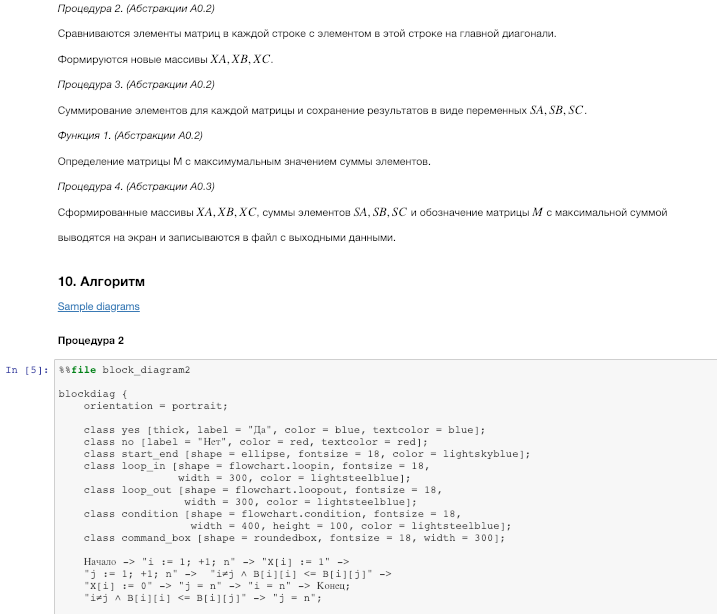 Процедура 2. (Абстракции A0.2)
Сравниваются элементы матриц в каждой строке с элементом в этой строке на главной диагонали.
Формируются новые массивы XA, XB, XC.
Процедура 3. (Абстракции A0.2)
Суммирование элементов для каждой матрицы и сохранение результатов в виде переменных SA, SB, SC.
Функция 1. (Абстракции A0.2)
Определение матрицы M с максимумальным значением суммы элементов.
Процедура 4. (Абстракции A0.3)
Сформированные массивы XA, XB, XC, суммы элементов SA, SB, SC и обозначение матрицы M с максимальной суммой
выводятся на экран и записываются в файл с выходными данными.
10. Алгоритм
Sample diagrams
Процедура 2
In [5]: %%file block_diagram2
blockdiag {
orientation = portrait;
class yes [thick, label = "Да", color = blue, textcolor = blue];
class no [label = "Нет", color = red, textcolor = red];
class start_end [shape = ellipse, fontsize = 18, color = lightskyblue];
class loop_in [shape = flowchart.loopin, fontsize = 18,
width = 300, color = lightsteelblue];
class loop_out [shape = flowchart.loopout, fontsize = 18,
width = 300, color = lightsteelblue];
class condition [shape = flowchart.condition, fontsize = 18,
width = 400, height = 100, color = lightsteelblue];
class command_box [shape = roundedbox, fontsize = 18, width = 300];
Начало -> "i := 1; +1; n" -> "X[i] := 1" ->
"j := 1; +1; n" -> "i≠j ∧ B[i][i] <= B[i][j]" ->
"X[i] := 0" -> "j = n" -> "i = n" -> Конец;
"i≠j ∧ B[i][i] <= B[i][j]" -> "j = n";